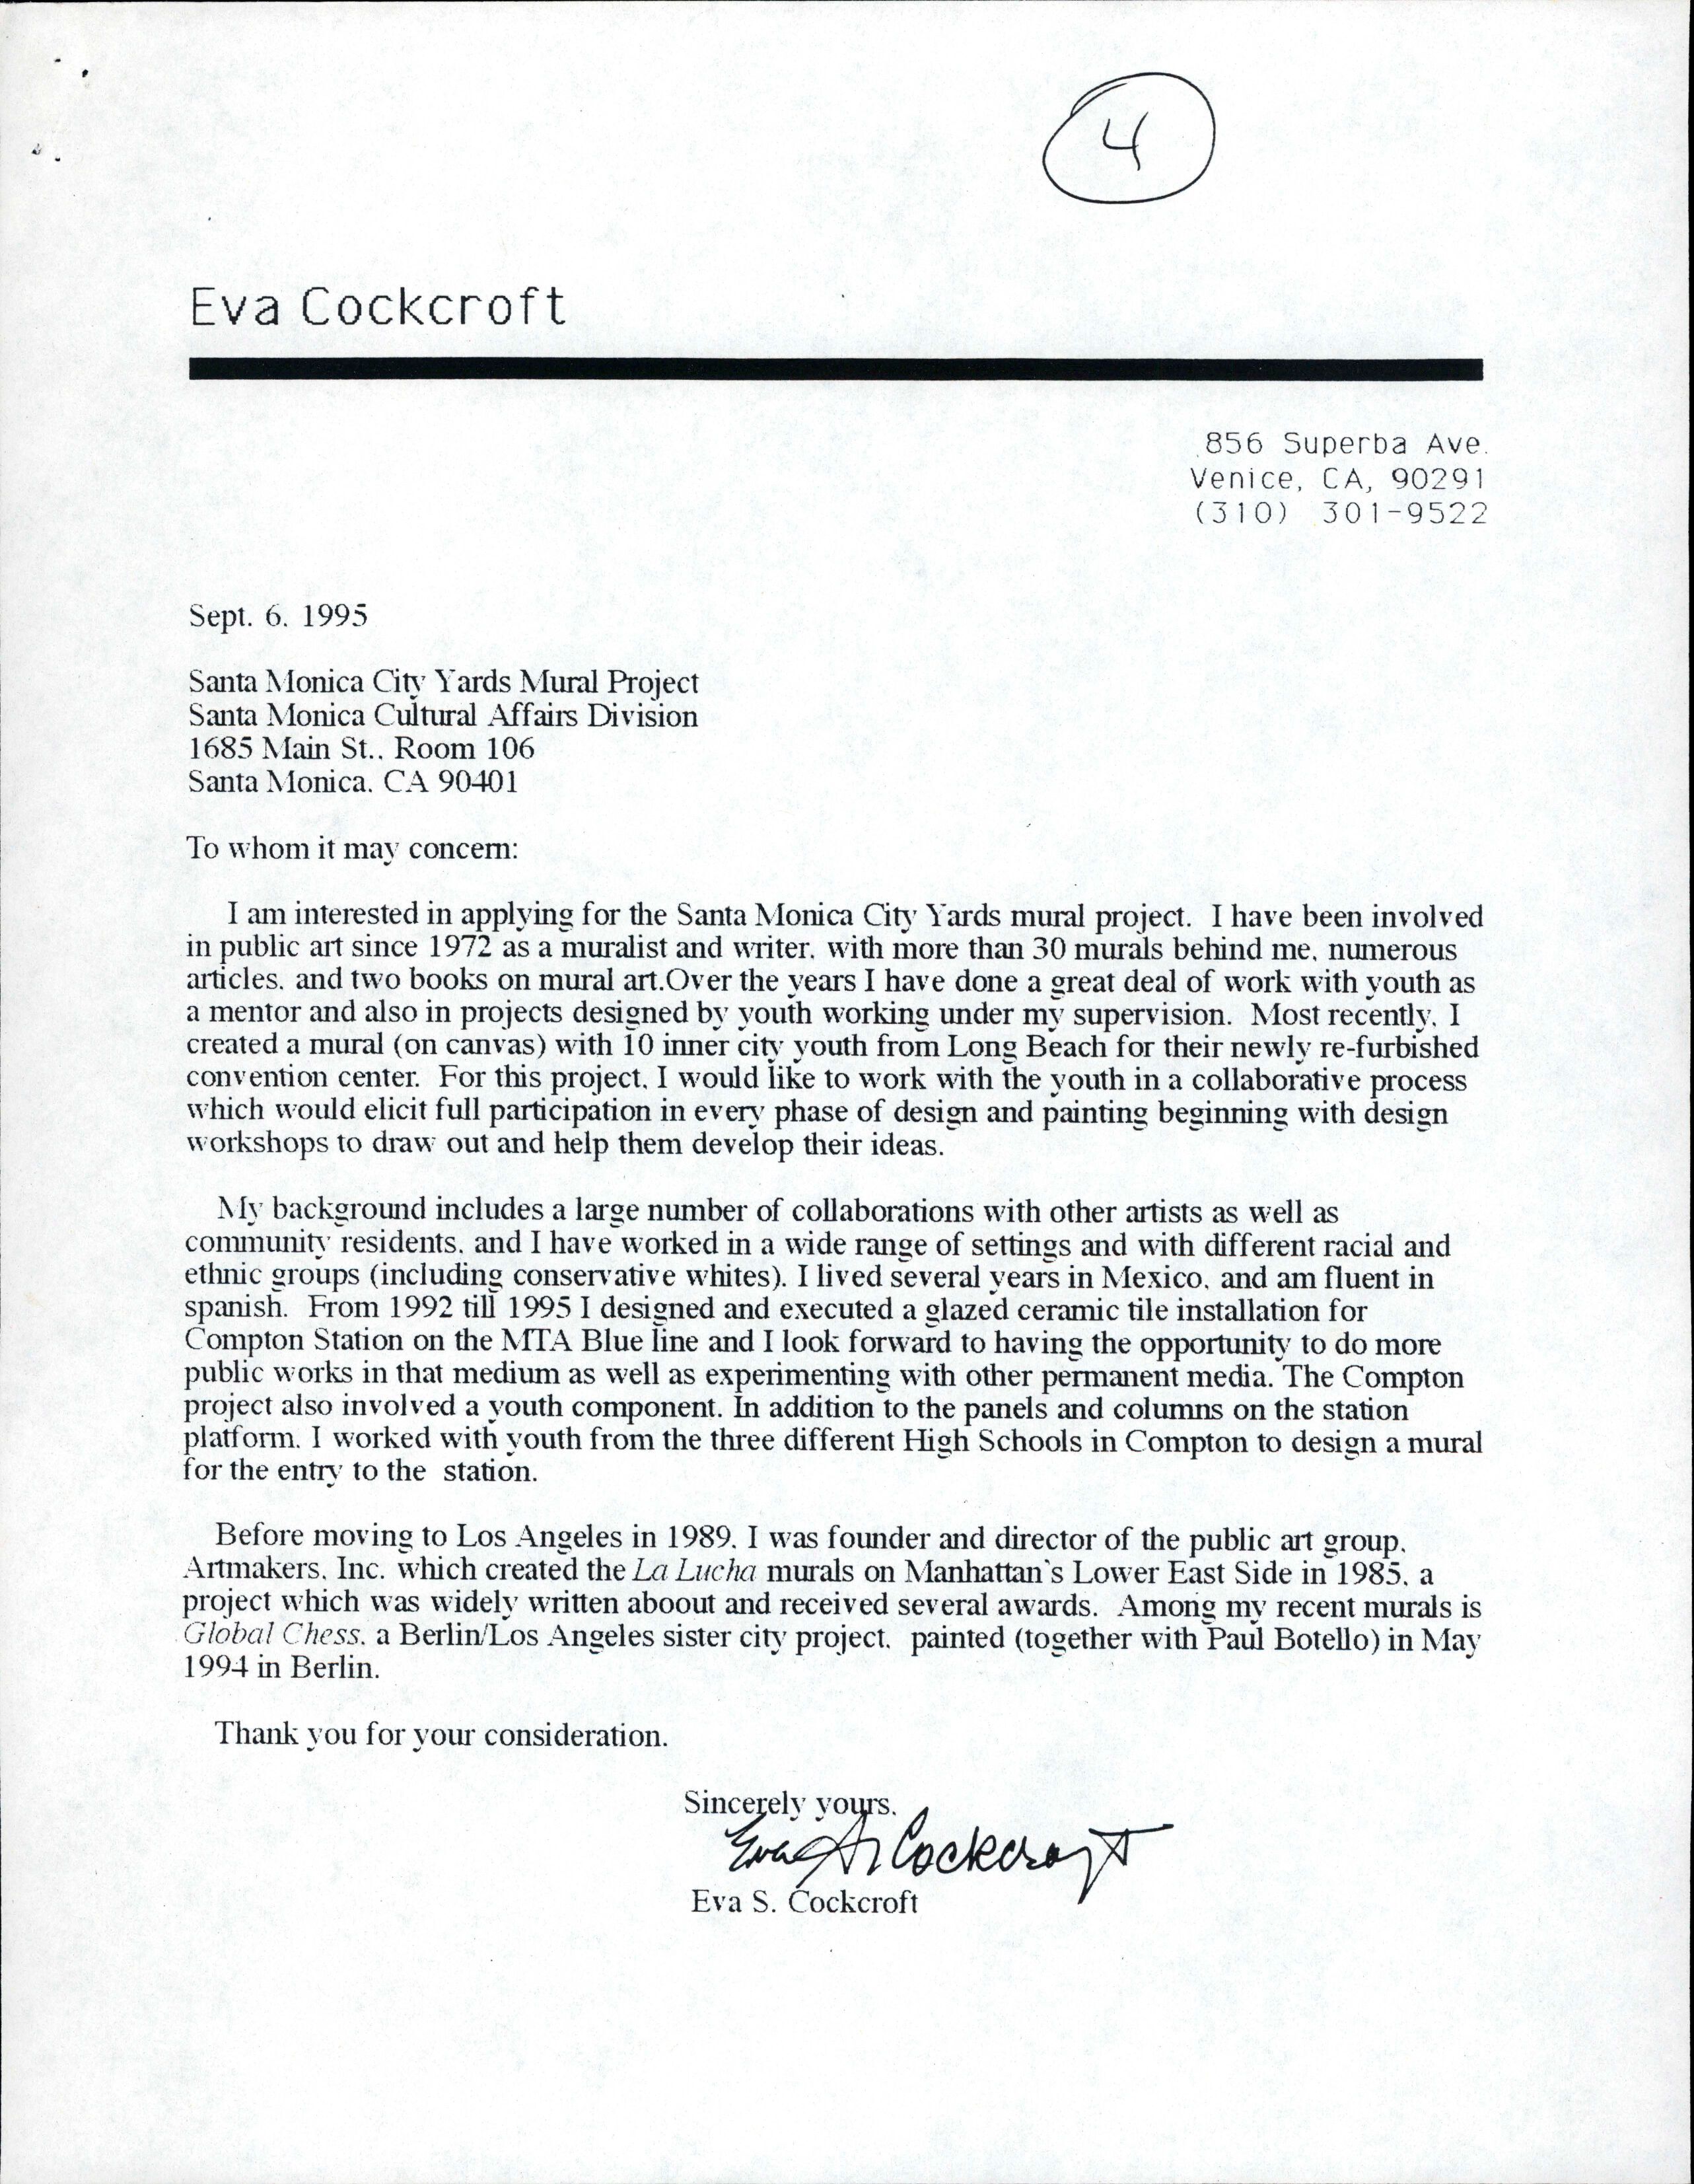 4
Eva Cockcroft
856 Superba Ave.
Venice, CA, 90291
(310) 301-9522
Sept. 6, 1995
Santa Monica City Yards Mural Project
Santa Monica Cultural Affairs Division
1685 Main St., Room 106
Santa Monica, CA 90401
To whom it may concern:
I am interested in applying for the Santa Monica City Yards mural project. I have been involved
in public art since 1972 as a muralist and writer, with more than 30 murals behind me, numerous
articles, and two books on mural art.Over the years I have done a great deal of work with youth as
a mentor and also in projects designed by youth working under my supervision. Most recently, I
created a mural (on canvas) with 10 inner city youth from Long Beach for their newly re-furbished
convention center. For this project, I would like to work with the youth in a collaborative process
which would elicit full participation in every phase of design and painting beginning with design
workshops to draw out and help them develop their ideas.
My background includes a large number of collaborations with other artists as well as
community residents, and I have worked in a wide range of settings and with different racial and
ethnic groups (including conservative whites). I lived several years in Mexico, and am fluent in
spanish. From 1992 till 1995 I designed and executed a glazed ceramic tile installation for
Compton Station on the MTA Blue line and I look forward to having the opportunity to do more
public works in that medium as well as experimenting with other permanent media. The Compton
project also involved a youth component. In addition to the panels and columns on the station
platform, I worked with youth from the three different High Schools in Compton to design a mural
for the entry to the station.
Before moving to Los Angeles in 1989, I was founder and director of the public art group,
Artmakers, Inc. which created the La Lucha murals on Manhattan's Lower East Side in 1985, a
project which was widely written aboout and received several awards. Among my recent murals is
Global Chess, a Berlin/Los Angeles sister city project, painted (together with Paul Botello) in May
1994 in Berlin.
Thank you for your consideration.
Sincerely yours,
Eva S Cockcroft
Eva S. Cockcroft